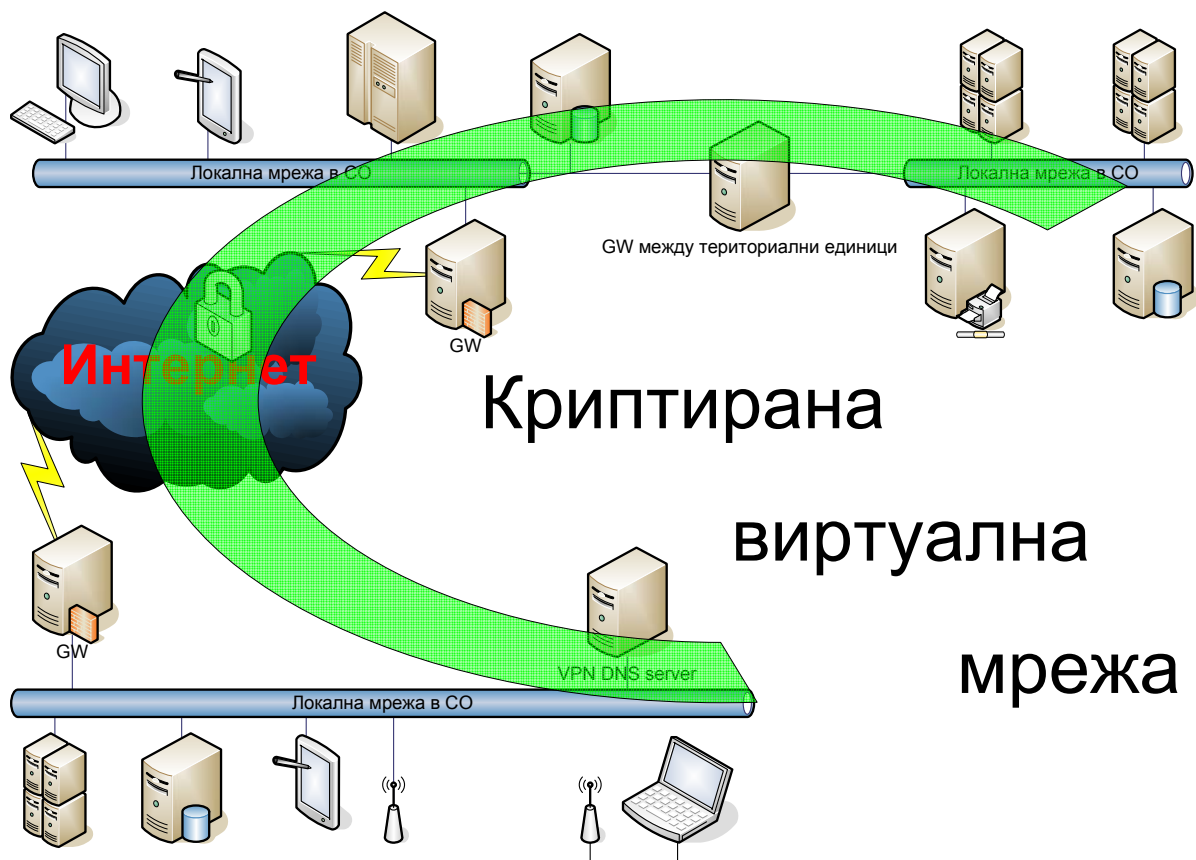 Локална мрежа в СО
Локална мрежа в СО
GW между териториални единици
GW
Интернет
Криптирана
виртуална
мрежа
GW
VPN DNS server
Локална мрежа в СО